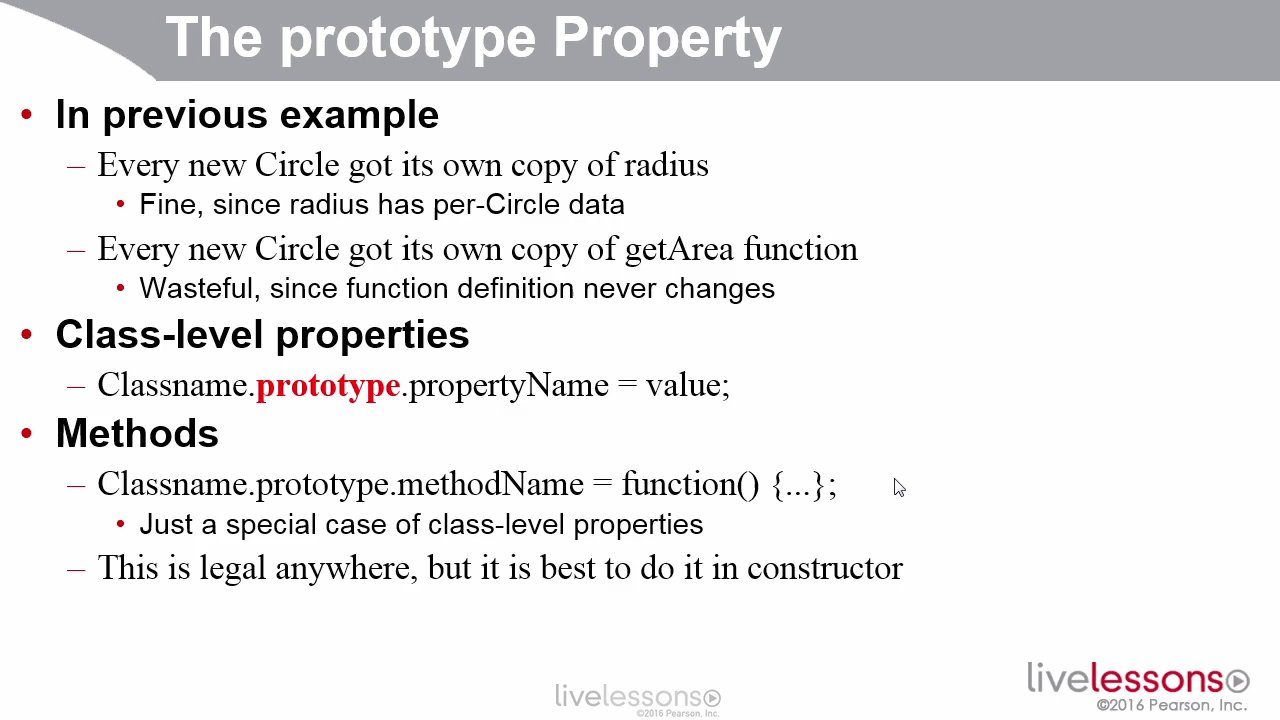 The prototype Property
• In previous example
– Every new Circle got its own copy of radius
• Fine, since radius has per-Circle data
– Every new Circle got its own copy of getArea function
• Wasteful, since function definition never changes
• Class-level properties
– Classname.prototype.propertyName = value;
• Methods
– Classname.prototype.methodName = function() {...};
• Just a special case of class-level properties
– This is legal anywhere, but it is best to do it in constructor
livelessons
©2016 Pearson, Inc.
livelessons
©2016 Pearson, Inc.